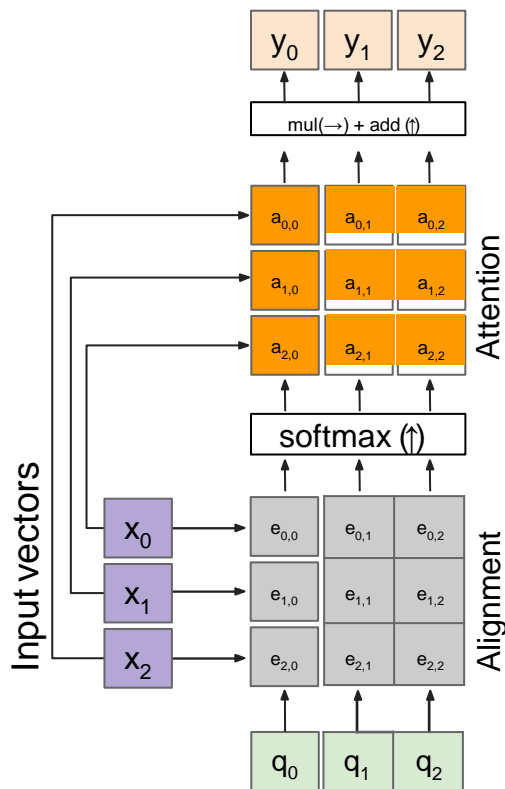 y0 y1 y2
mul(→) + add (↑)
a0,0 a0,1 a0,2
a1,0 a1,1 a1,2
a2,0 a2,1 a2,2
Attention
softmax (↑)
Input vectors
x0 e0,0 e0,1 e0,2
x1 e1,0 e1,1 e1,2
x2 e2,0 e2,1 e2,2
Alignment
q0 q1 q2